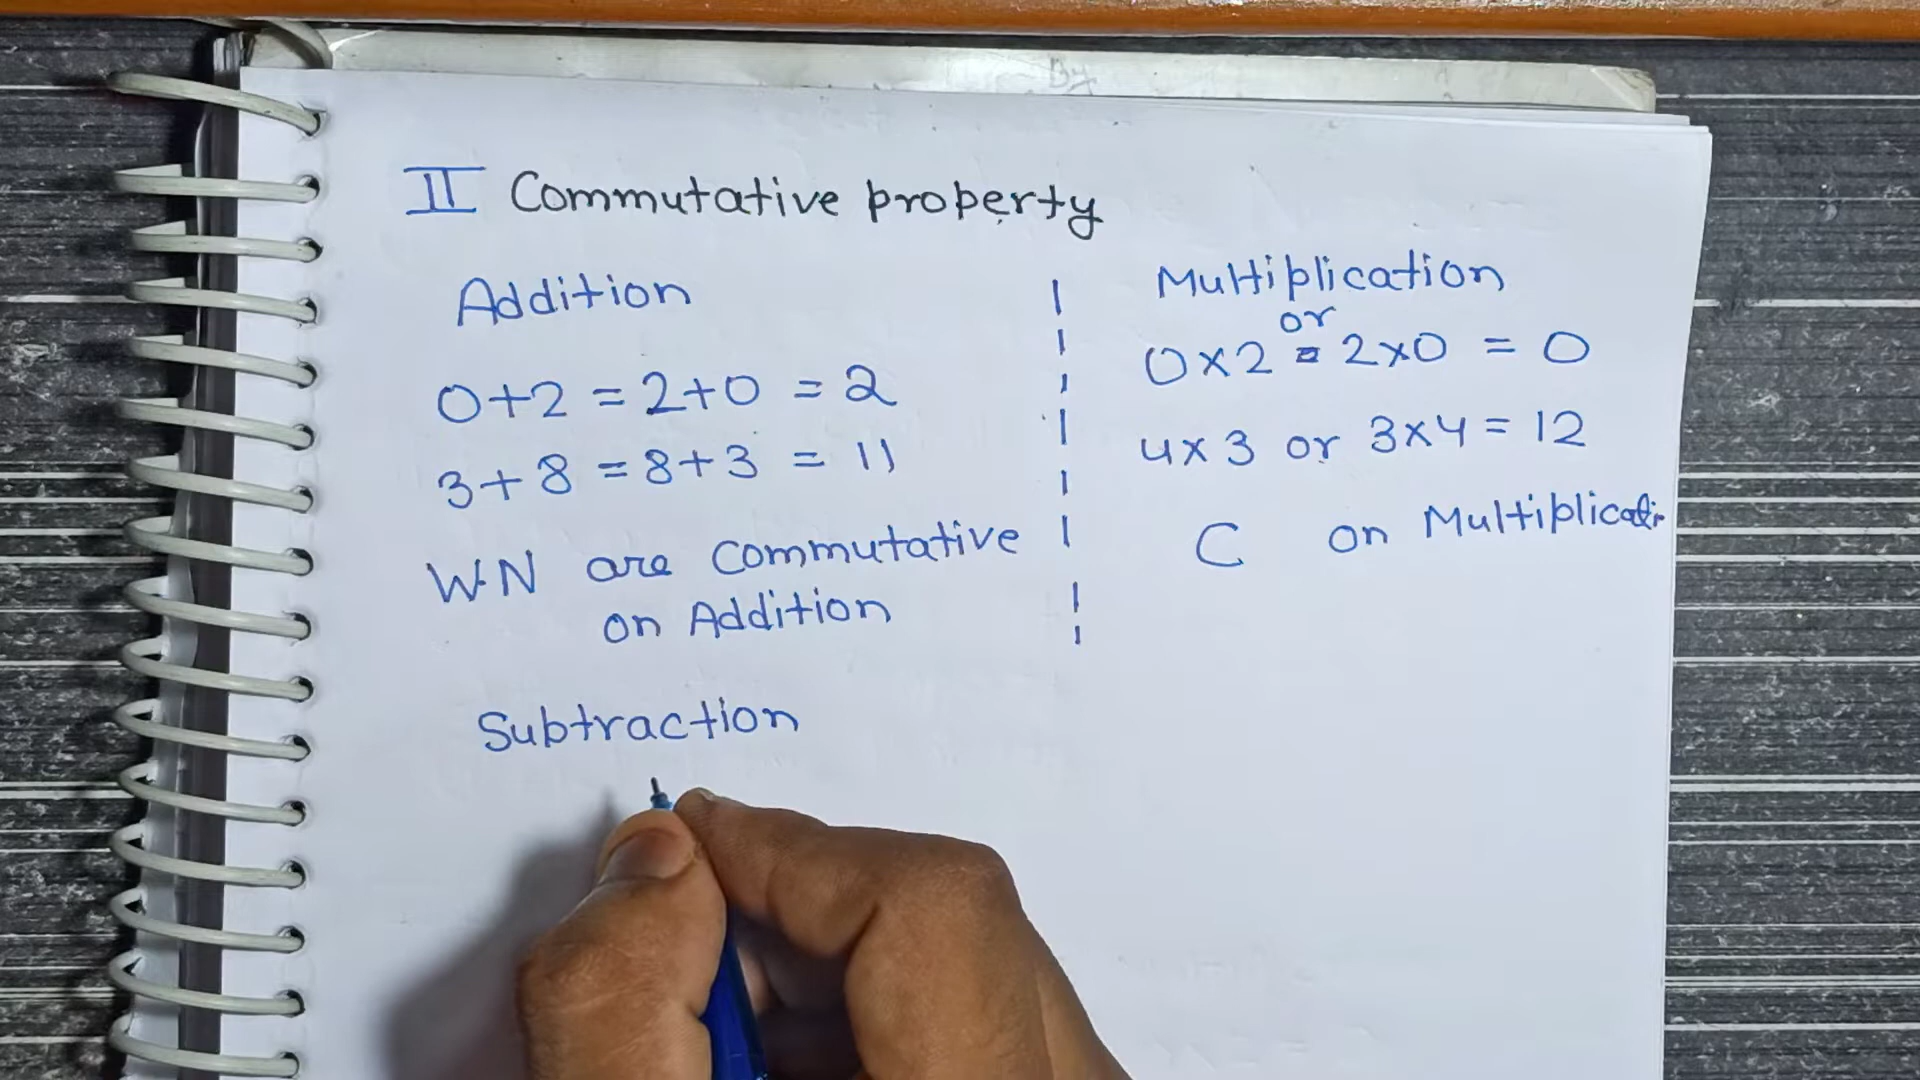 II Commutative property
Addition
0+2 = 2+0 = 2
3+8 = 8+3 = 11
W.N are commutative
on Addition
Multiplication
or
0×2 = 2×0 = 0
4×3 or 3×4 = 12
C on Multiplicati
Subtraction